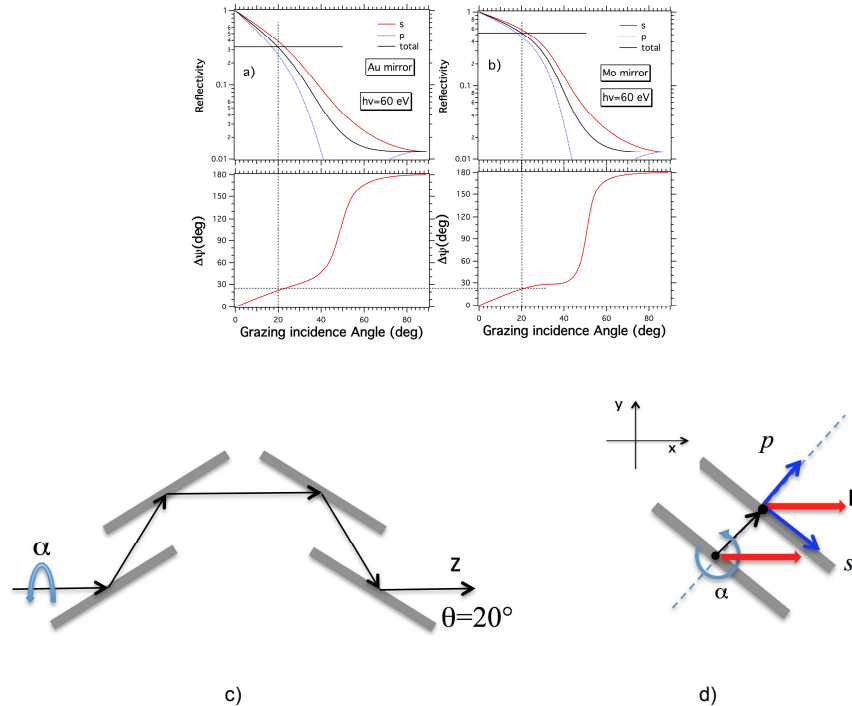 1
6
5
4
3
2
0.1
6
5
4
3
2
0.01
Reflectivity
s
p
total
a)
Au mirror
hν=60 eV
1
6
5
4
3
2
0.1
6
5
4
3
2
0.01
Reflectivity
s
p
total
b)
Mo mirror
hν=60 eV
180
150
120
90
60
30
0
Δψ(deg)
0 20 40 60 80
Grazing incidence Angle (deg)
180
150
120
90
60
30
0
Δψ(deg)
0 20 40 60 80
Grazing incidence Angle (deg)
α
z
θ=20°
c)
y
x
p
s
α
d)